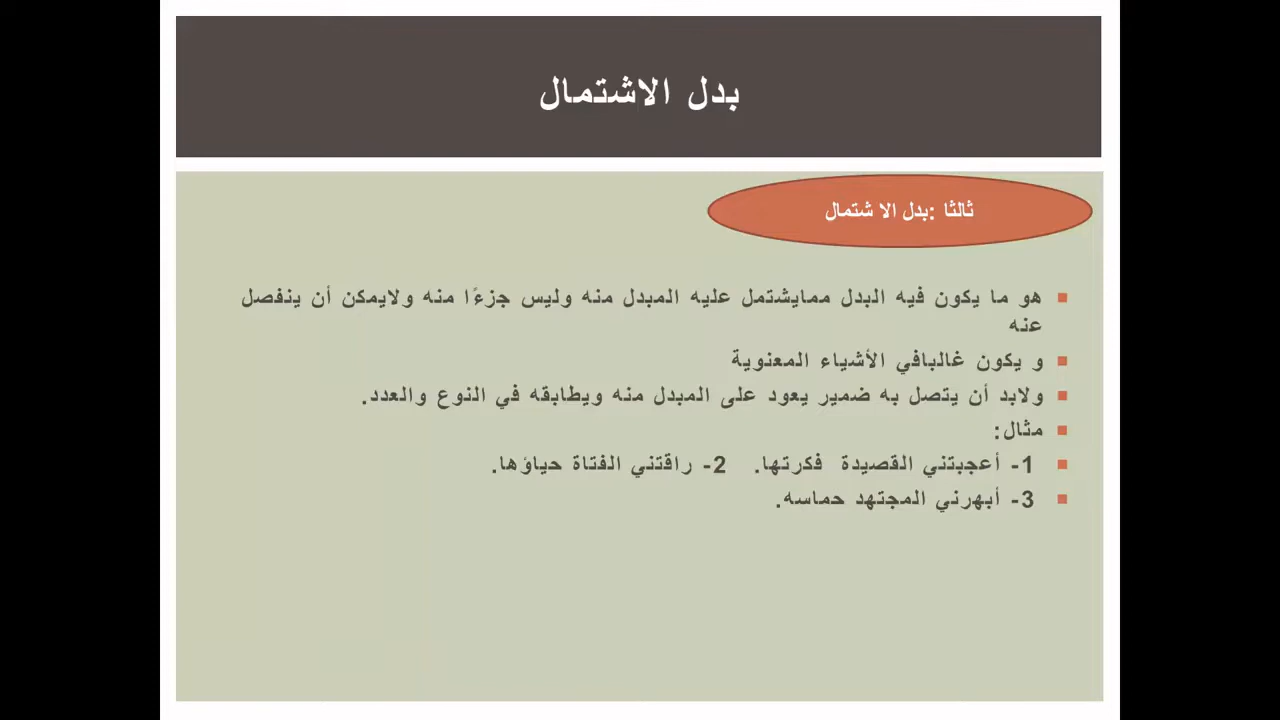 بدل الاشتمال
ثالثا :بدل الا شتمال
هو ما يكون فيه البدل ممايشتمل عليه المبدل منه وليس جزءًا منه ولايمكن أن ينفصل
عنه
و يكون غالبافي الأشياء المعنوية
ولابد أن يتصل به ضمير يعود على المبدل منه ويطابقه في النوع والعدد.
مثال:
1- أعجبتني القصيدة فكرتها. 2- راقتني الفتاة حياؤها.
3- أبهرني المجتهد حماسه.